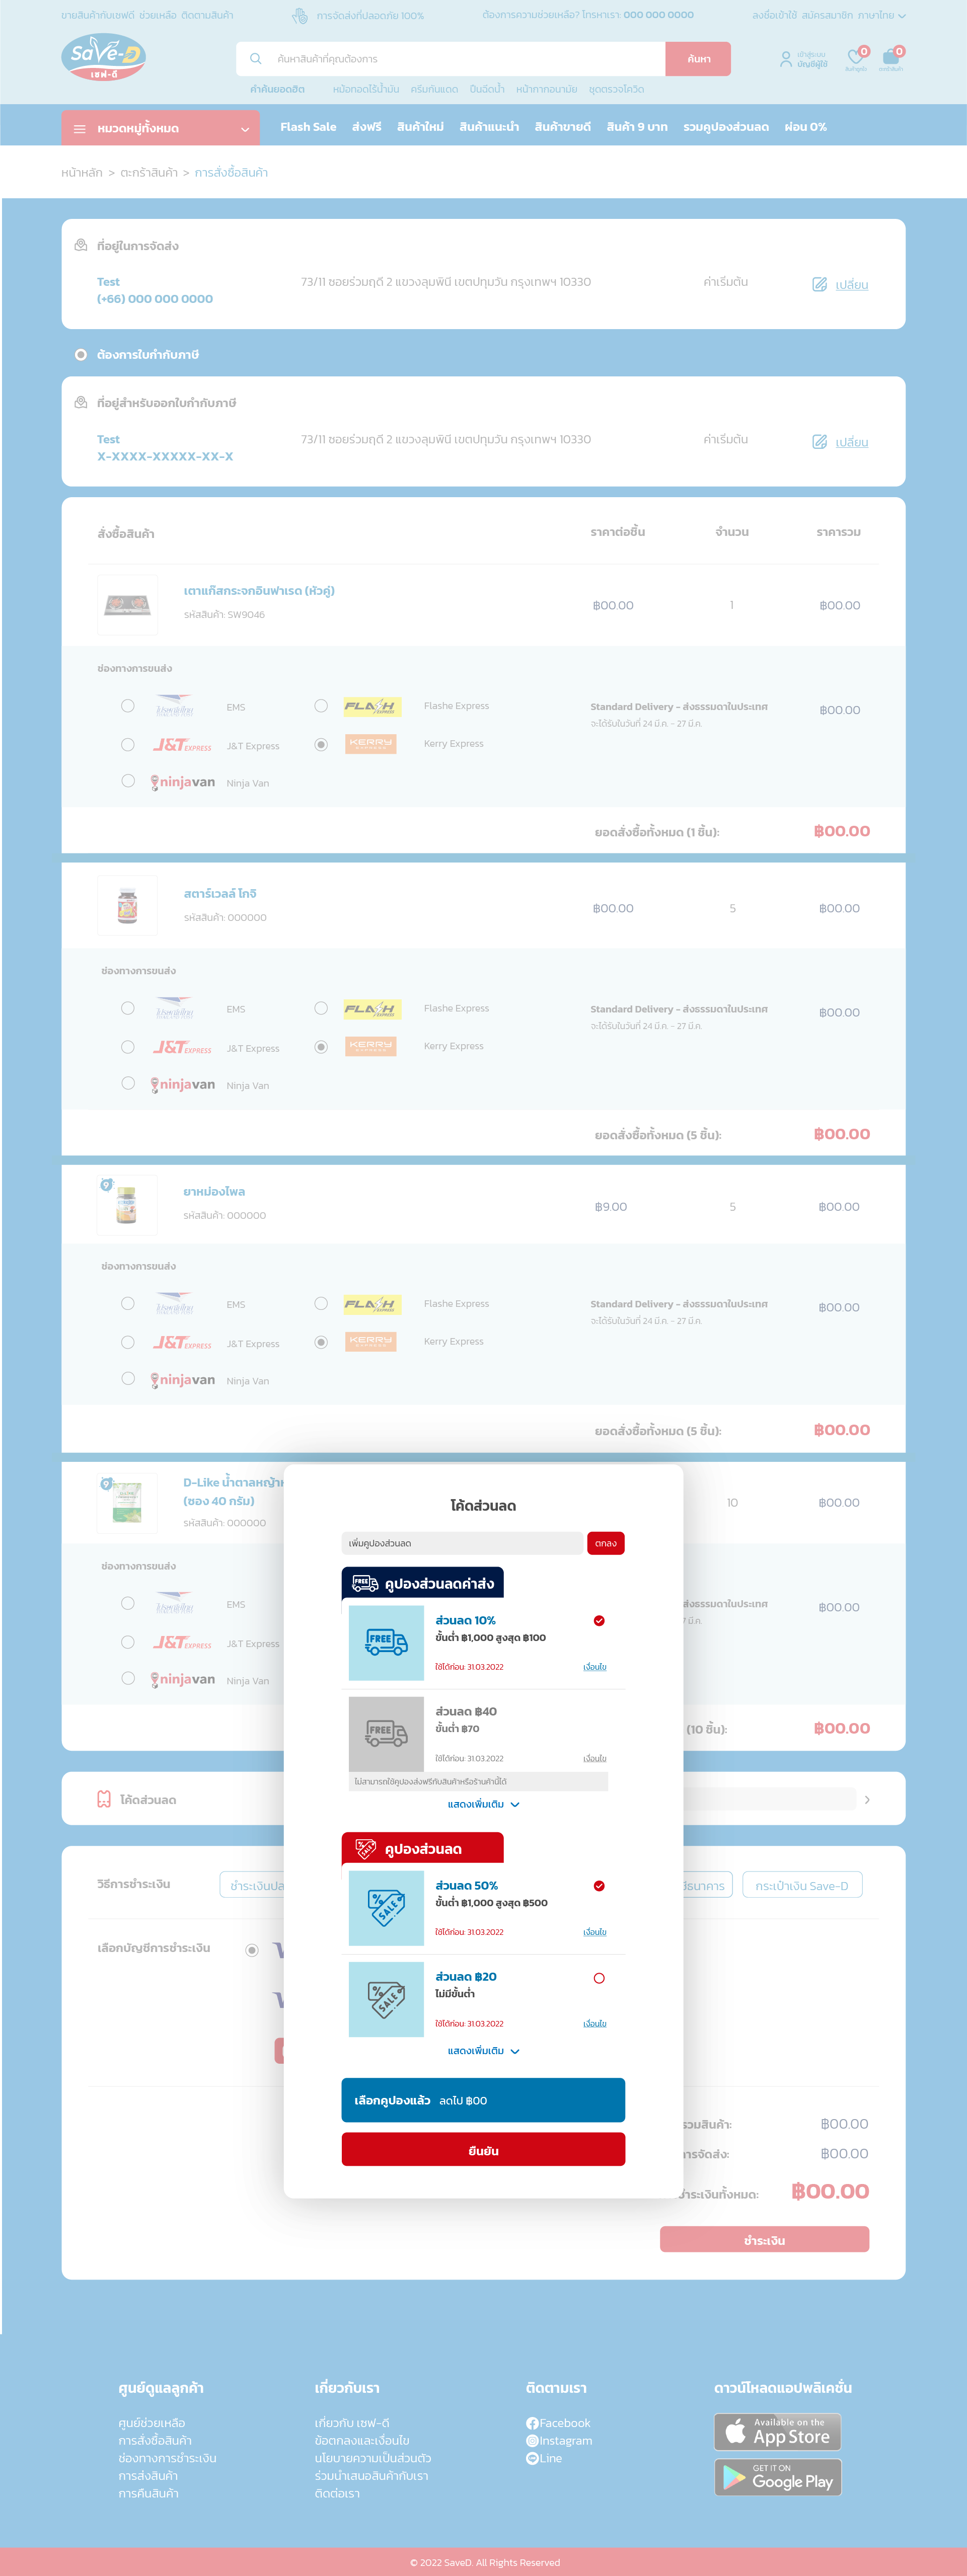 ขายสินค้ากับเซฟดี ช่วยเหลือ ติดตามสินค้า
การจัดส่งที่ปลอดภัย 100%
ต้องการความช่วยเหลือ? โทรหาเรา: 000 000 0000
ลงชื่อเข้าใช้ สมัครสมาชิก ภาษาไทย
SaVe-D
เซฟ-ดี
ค้นหาสินค้าที่คุณต้องการ
ค้นหา
เข้าสู่ระบบ
บัญชีผู้ใช้
0
0
คำค้นยอดฮิต หม้อทอดไร้น้ำมัน ครีมกันแดด ปืนฉีดน้ำ หน้ากากอนามัย ชุดตรวจโควิด
หมวดหมู่ทั้งหมด
Flash Sale ส่งฟรี สินค้าใหม่ สินค้าแนะนำ สินค้าขายดี สินค้า 9 บาท รวมคูปองส่วนลด ผ่อน 0%
หน้าหลัก > ตะกร้าสินค้า > การสั่งซื้อสินค้า
ที่อยู่ในการจัดส่ง
Test
(+66) 000 000 0000
73/11 ซอยร่วมฤดี 2 แขวงลุมพินี เขตปทุมวัน กรุงเทพฯ 10330
ค่าเริ่มต้น
เปลี่ยน
ต้องการใบกำกับภาษี
ที่อยู่สำหรับออกใบกำกับภาษี
Test
X-XXXX-XXXXX-XX-X
73/11 ซอยร่วมฤดี 2 แขวงลุมพินี เขตปทุมวัน กรุงเทพฯ 10330
ค่าเริ่มต้น
เปลี่ยน
สั่งซื้อสินค้า ราคาต่อชิ้น จำนวน ราคารวม
เตาแก๊สกระจกอินฟาเรด (หัวคู่)
รหัสสินค้า: SW9046
฿00.00 1 ฿00.00
ช่องทางการขนส่ง
ไปรษณีย์ไทย EMS
FLASH EXPRESS Flashe Express
Standard Delivery - ส่งธรรมดาในประเทศ
จะได้รับในวันที่ 24 มี.ค. - 27 มี.ค.
฿00.00
J&T EXPRESS J&T Express
KERRY EXPRESS Kerry Express
ninjavan Ninja Van
ยอดสั่งซื้อทั้งหมด (1 ชิ้น): ฿00.00
สตาร์เวลล์ โกจิ
รหัสสินค้า: 000000
฿00.00 5 ฿00.00
ช่องทางการขนส่ง
ไปรษณีย์ไทย EMS
FLASH EXPRESS Flashe Express
Standard Delivery - ส่งธรรมดาในประเทศ
จะได้รับในวันที่ 24 มี.ค. - 27 มี.ค.
฿00.00
J&T EXPRESS J&T Express
KERRY EXPRESS Kerry Express
ninjavan Ninja Van
ยอดสั่งซื้อทั้งหมด (5 ชิ้น): ฿00.00
9
ยาหม่องโพล
รหัสสินค้า: 000000
฿9.00 5 ฿00.00
ช่องทางการขนส่ง
ไปรษณีย์ไทย EMS
FLASH EXPRESS Flashe Express
Standard Delivery - ส่งธรรมดาในประเทศ
จะได้รับในวันที่ 24 มี.ค. - 27 มี.ค.
฿00.00
J&T EXPRESS J&T Express
KERRY EXPRESS Kerry Express
ninjavan Ninja Van
ยอดสั่งซื้อทั้งหมด (5 ชิ้น): ฿00.00
9
D-Like น้ำตาลหญ้า
(ซอง 40 กรัม)
รหัสสินค้า: 000000
10 ฿00.00
ช่องทางการขนส่ง
ไปรษณีย์ไทย EMS
ส่งธรรมดาในประเทศ
7 มี.ค.
฿00.00
J&T EXPRESS J&T Express
ninjavan Ninja Van
(10 ชิ้น): ฿00.00
โค้ดส่วนลด
เพิ่มคูปองส่วนลด
ตกลง
FREE คูปองส่วนลดค่าส่ง
FREE
ส่วนลด 10%
ขั้นต่ำ ฿1,000 สูงสุด ฿100
ใช้ได้ก่อน: 31.03.2022 เงื่อนไข
FREE
ส่วนลด ฿40
ขั้นต่ำ ฿70
ใช้ได้ก่อน: 31.03.2022 เงื่อนไข
ไม่สามารถใช้คูปองส่งฟรีกับสินค้าหรือร้านค้านี้ได้
แสดงเพิ่มเติม
SALE คูปองส่วนลด
SALE
ส่วนลด 50%
ขั้นต่ำ ฿1,000 สูงสุด ฿500
ใช้ได้ก่อน: 31.03.2022 เงื่อนไข
SALE
ส่วนลด ฿20
ไม่มีขั้นต่ำ
ใช้ได้ก่อน: 31.03.2022 เงื่อนไข
แสดงเพิ่มเติม
เลือกคูปองแล้ว ลดไป ฿00
ยืนยัน
โค้ดส่วนลด
วิธีการชำระเงิน
ชำระเงินปล
ธนาคาร
กระเป๋าเงิน Save-D
เลือกบัญชีการชำระเงิน
รวมสินค้า: ฿00.00
การจัดส่ง: ฿00.00
ชำระเงินทั้งหมด: ฿00.00
ชำระเงิน
ศูนย์ดูแลลูกค้า
ศูนย์ช่วยเหลือ
การสั่งซื้อสินค้า
ช่องทางการชำระเงิน
การส่งสินค้า
การคืนสินค้า
เกี่ยวกับเรา
เกี่ยวกับ เซฟ-ดี
ข้อตกลงและเงื่อนไข
นโยบายความเป็นส่วนตัว
ร่วมนำเสนอสินค้ากับเรา
ติดต่อเรา
ติดตามเรา
Facebook
Instagram
Line
ดาวน์โหลดแอปพลิเคชั่น
Available on the
App Store
GET IT ON
Google Play
© 2022 SaveD. All Rights Reserved